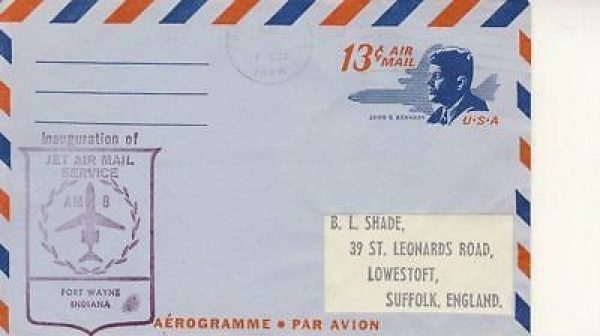 13¢ AIR
MAIL
JOHN F. KENNEDY
U·S·A
Inauguration of
JET AIR MAIL
SERVICE
AM 8
FORT WAYNE
INDIANA
B. L. SHADE,
39 ST. LEONARDS ROAD,
LOWESTOFT,
SUFFOLK, ENGLAND.
AÉROGRAMME • PAR AVION